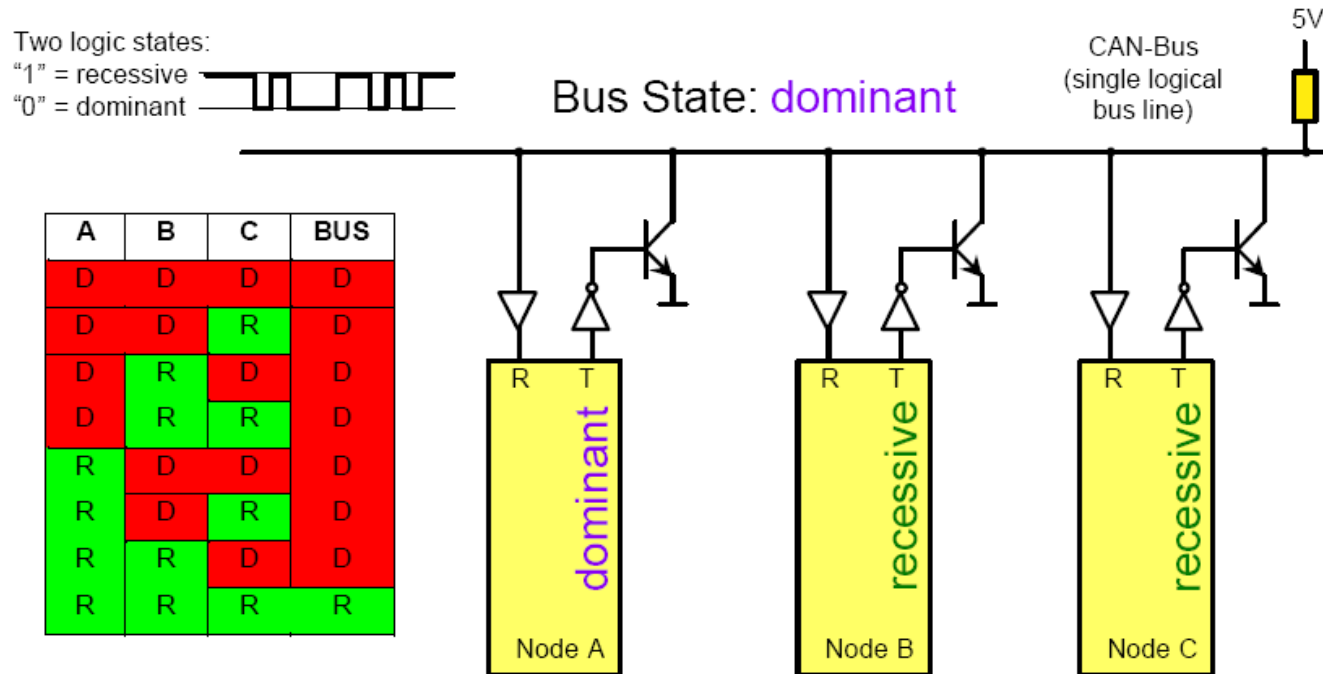 Two logic states:
“1” = recessive
“0” = dominant
Bus State: dominant
CAN-Bus
(single logical
bus line)
5V
A B C BUS
D D D D
D D R D
D R D D
D R R D
R D D D
R D R D
R R D D
R R R R
R T
dominant
Node A
R T
recessive
Node B
R T
recessive
Node C